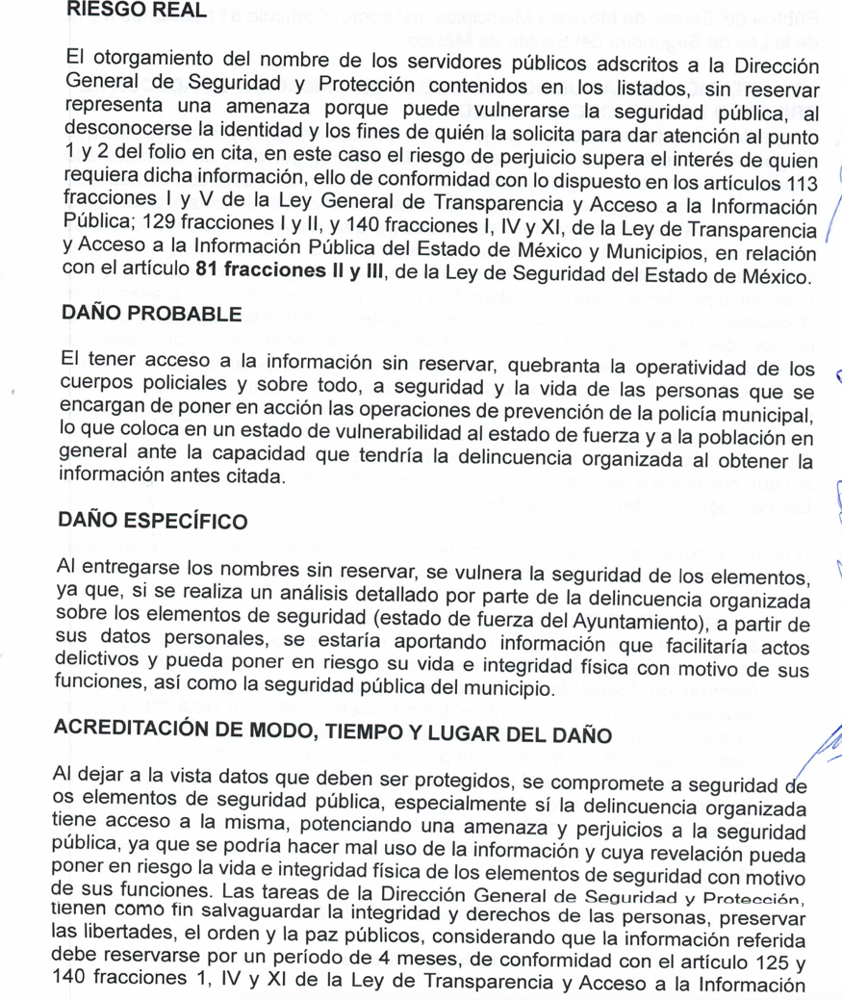 RIESGO REAL
El otorgamiento del nombre de los servidores públicos adscritos a la Dirección
General de Seguridad y Protección contenidos en los listados, sin reservar
representa una amenaza porque puede vulnerarse la seguridad pública, al
desconocerse la identidad y los fines de quién la solicita para dar atención al punto
1 y 2 del folio en cita, en este caso el riesgo de perjuicio supera el interés de quien
requiera dicha información, ello de conformidad con lo dispuesto en los artículos 113
fracciones I y V de la Ley General de Transparencia y Acceso a la Información
Pública; 129 fracciones I y II, y 140 fracciones I, IV y XI, de la Ley de Transparencia
y Acceso a la Información Pública del Estado de México y Municipios, en relación
con el artículo 81 fracciones II y III, de la Ley de Seguridad del Estado de México.
DAÑO PROBABLE
El tener acceso a la información sin reservar, quebranta la operatividad de los
cuerpos policiales y sobre todo, a seguridad y la vida de las personas que se
encargan de poner en acción las operaciones de prevención de la policía municipal,
lo que coloca en un estado de vulnerabilidad al estado de fuerza y a la población en
general ante la capacidad que tendría la delincuencia organizada al obtener la
información antes citada.
DAÑO ESPECÍFICO
Al entregarse los nombres sin reservar, se vulnera la seguridad de los elementos,
ya que, si se realiza un análisis detallado por parte de la delincuencia organizada
sobre los elementos de seguridad (estado de fuerza del Ayuntamiento), a partir de
sus datos personales, se estaría aportando información que facilitaría actos
delictivos y pueda poner en riesgo su vida e integridad física con motivo de sus
funciones, así como la seguridad pública del municipio.
ACREDITACIÓN DE MODO, TIEMPO Y LUGAR DEL DAÑO
Al dejar a la vista datos que deben ser protegidos, se compromete a seguridad de
os elementos de seguridad pública, especialmente sí la delincuencia organizada
tiene acceso a la misma, potenciando una amenaza y perjuicios a la seguridad
pública, ya que se podría hacer mal uso de la información y cuya revelación pueda
poner en riesgo la vida e integridad física de los elementos de seguridad con motivo
de sus funciones. Las tareas de la Dirección General de Seguridad y Protección,
tienen como fin salvaguardar la integridad y derechos de las personas, preservar
las libertades, el orden y la paz públicos, considerando que la información referida
debe reservarse por un período de 4 meses, de conformidad con el artículo 125 y
140 fracciones 1, IV y XI de la Ley de Transparencia y Acceso a la Información